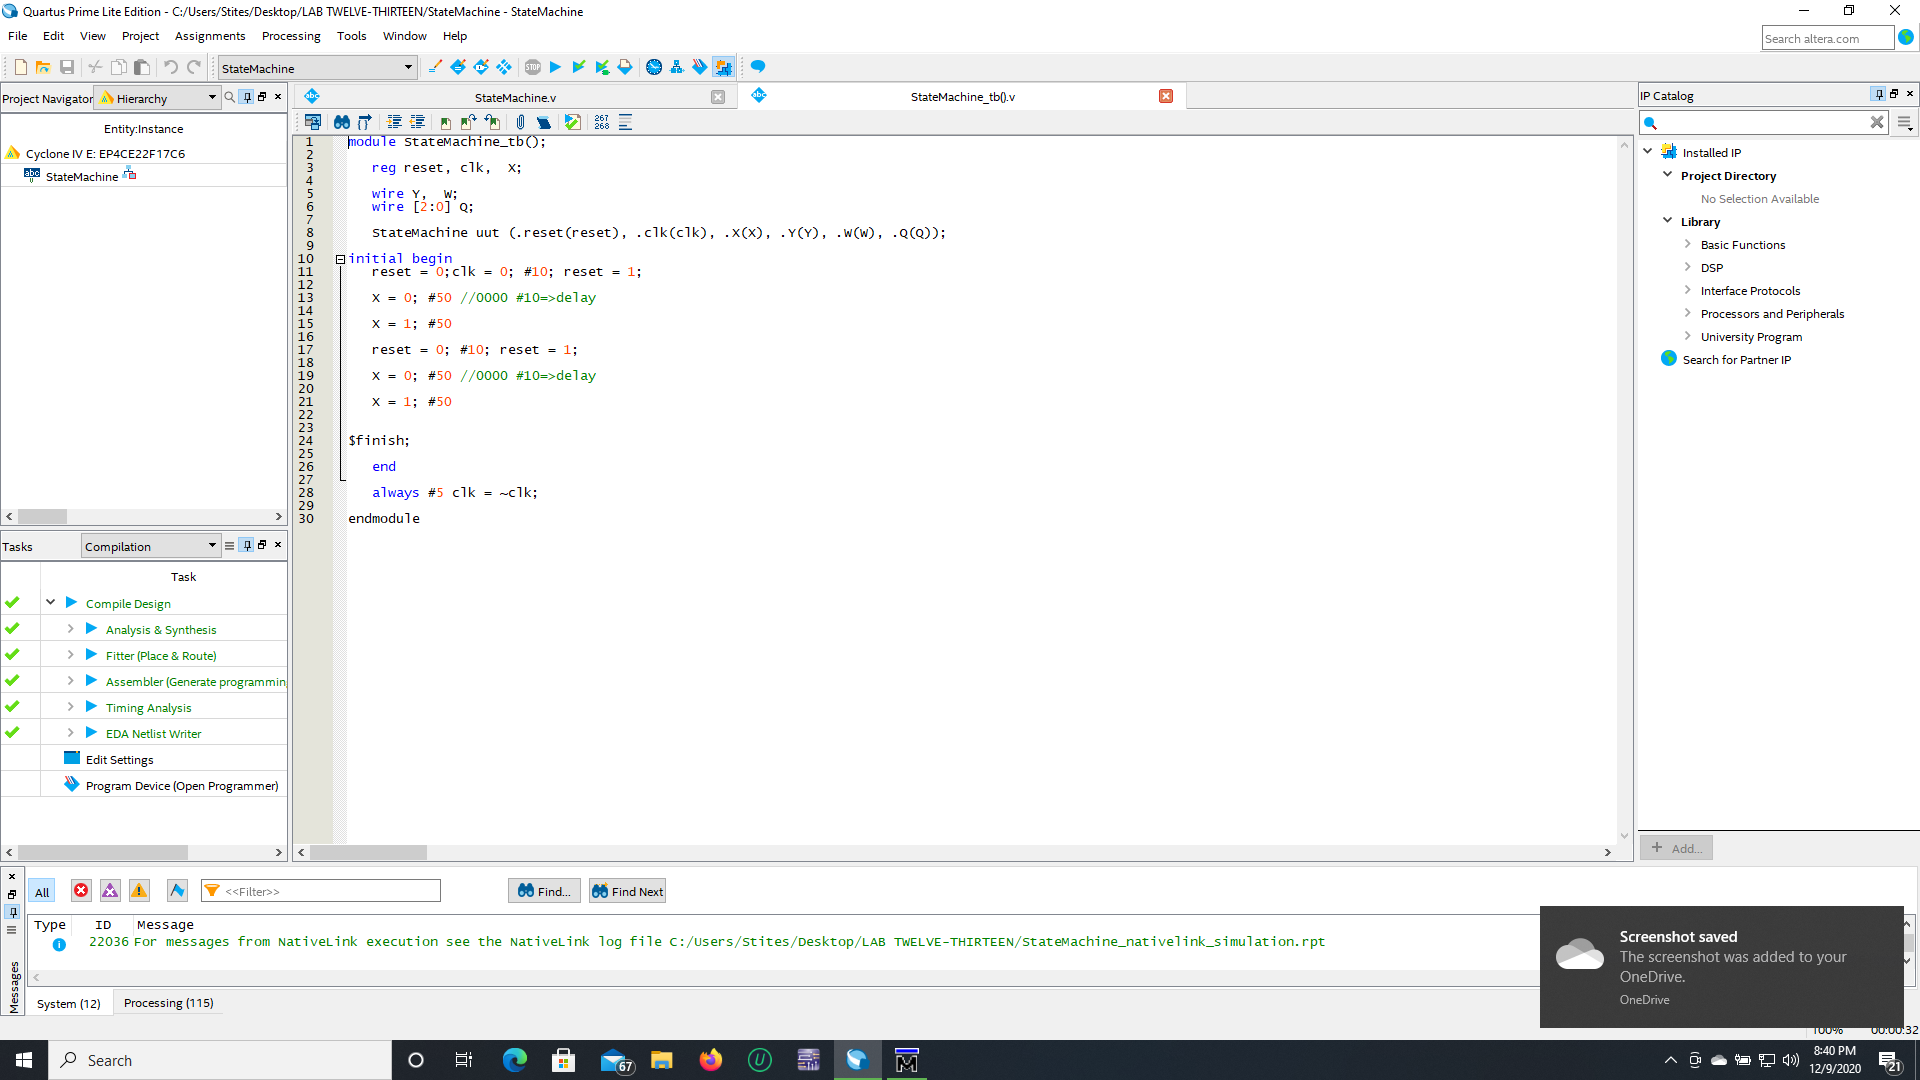 Quartus Prime Lite Edition - C:/Users/Stites/Desktop/LAB TWELVE-THIRTEEN/StateMachine - StateMachine
File Edit View Project Assignments Processing Tools Window Help
Search altera.com
StateMachine
STOP
Project Navigator Hierarchy
StateMachine.v
StateMachine_tb().v
IP Catalog
Entity:Instance
Cyclone IV E: EP4CE22F17C6
StateMachine
267
268
1 module StateMachine_tb();
2
3 reg reset, clk, X;
4
5 wire Y, W;
6 wire [2:0] Q;
7
8 StateMachine uut (.reset(reset), .clk(clk), .X(X), .Y(Y), .W(W), .Q(Q));
9
10 initial begin
11 reset = 0;clk = 0; #10; reset = 1;
12
13 X = 0; #50 //0000 #10=>delay
14
15 X = 1; #50
16
17 reset = 0; #10; reset = 1;
18
19 X = 0; #50 //0000 #10=>delay
20
21 X = 1; #50
22
23
24 $finish;
25
26 end
27
28 always #5 clk = ~clk;
29
30 endmodule
Installed IP
Project Directory
No Selection Available
Library
Basic Functions
DSP
Interface Protocols
Processors and Peripherals
University Program
Search for Partner IP
+ Add...
Tasks Compilation
Task
Compile Design
Analysis & Synthesis
Fitter (Place & Route)
Assembler (Generate programmin
Timing Analysis
EDA Netlist Writer
Edit Settings
Program Device (Open Programmer)
All
<<Filter>>
Find...
Find Next
Type ID Message
22036 For messages from NativeLink execution see the NativeLink log file C:/Users/Stites/Desktop/LAB TWELVE-THIRTEEN/StateMachine_nativelink_simulation.rpt
Messages
System (12)
Processing (115)
Screenshot saved
The screenshot was added to your
OneDrive.
OneDrive
100% 00:00:32
Search
67
8:40 PM
12/9/2020
21